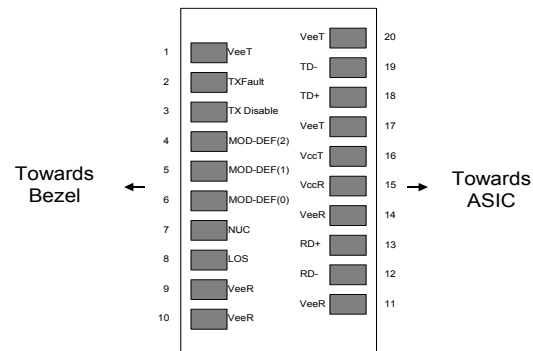 VeeT 20
1 VeeT
TD- 19
2 TXFault
TD+ 18
3 TX Disable
VeeT 17
4 MOD-DEF(2)
VccT 16
5 MOD-DEF(1)
Towards
Bezel
VccR 15
Towards
ASIC
6 MOD-DEF(0)
VeeR 14
7 NUC
RD+ 13
8 LOS
RD- 12
9 VeeR
VeeR 11
10 VeeR